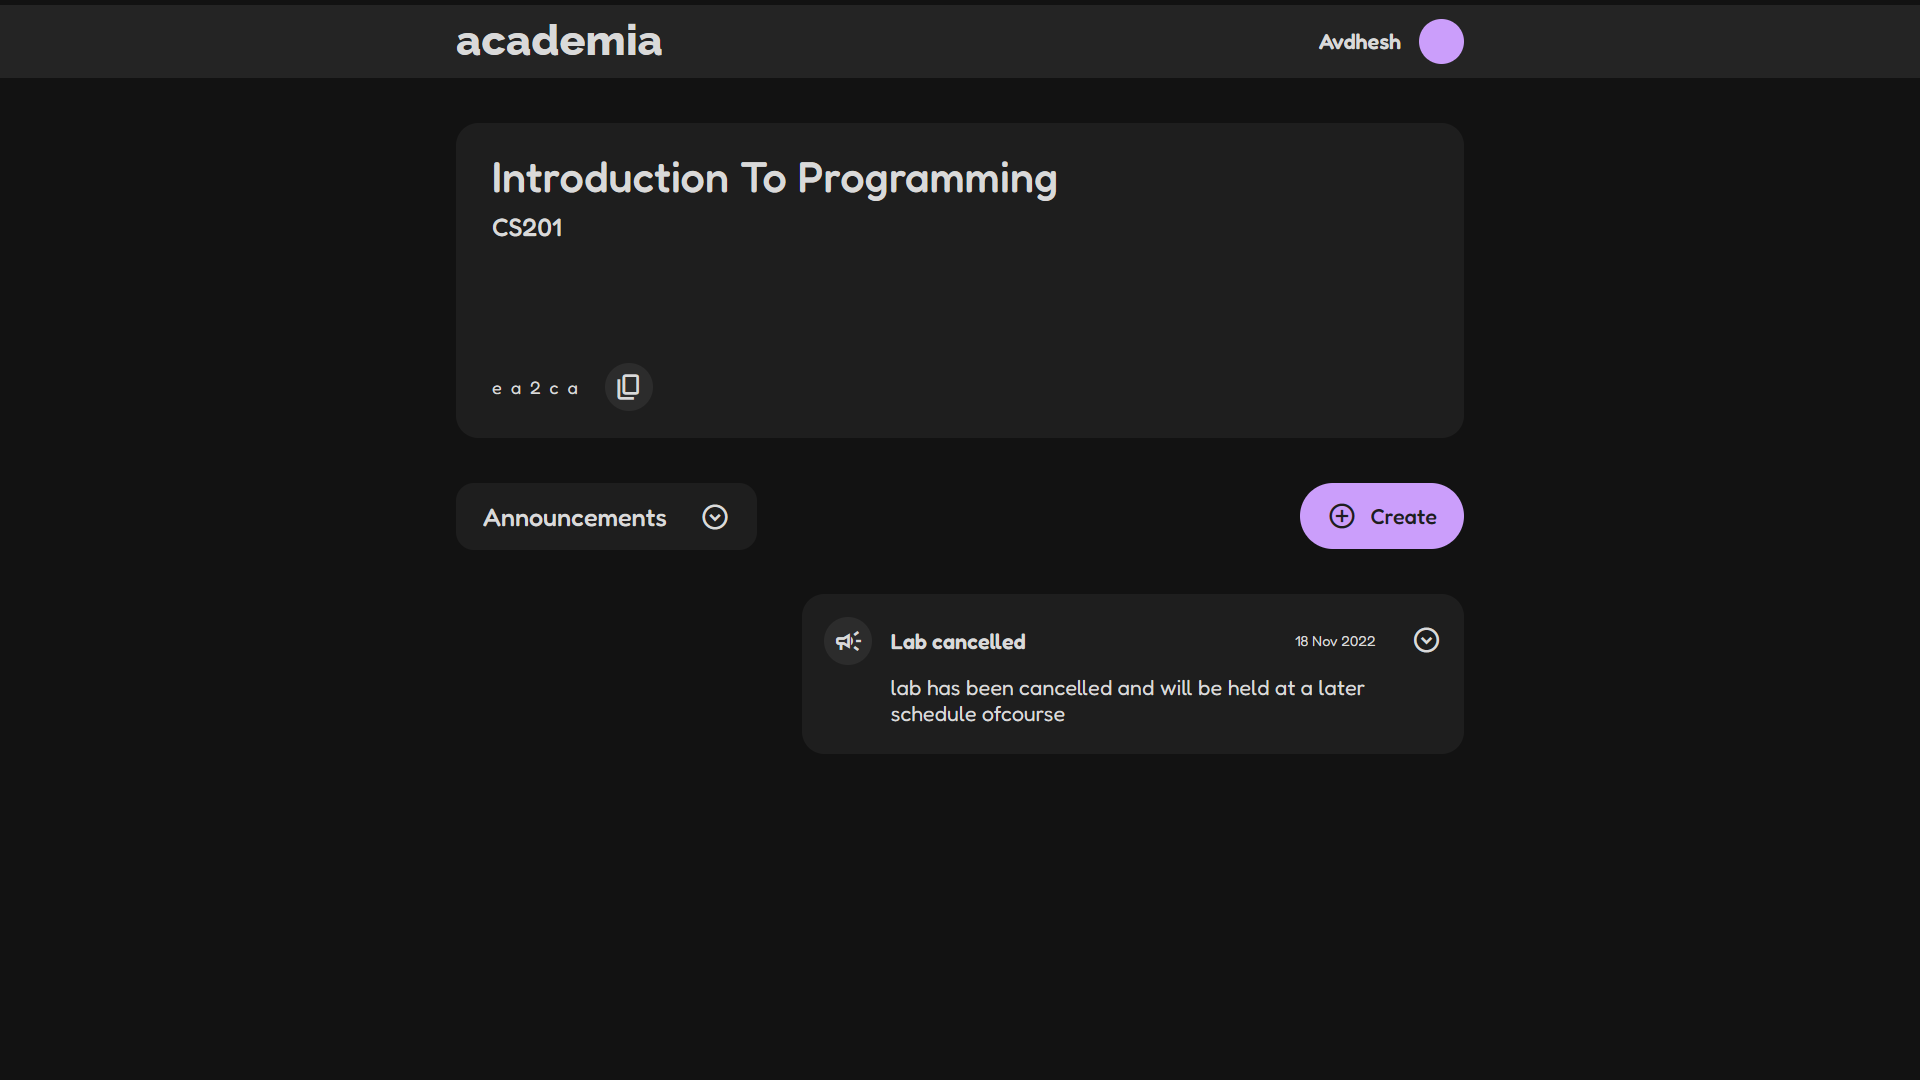 academia
Avdhesh
Introduction To Programming
CS201
ea2ca
Announcements
Create
Lab cancelled
18 Nov 2022
lab has been cancelled and will be held at a later
schedule ofcourse